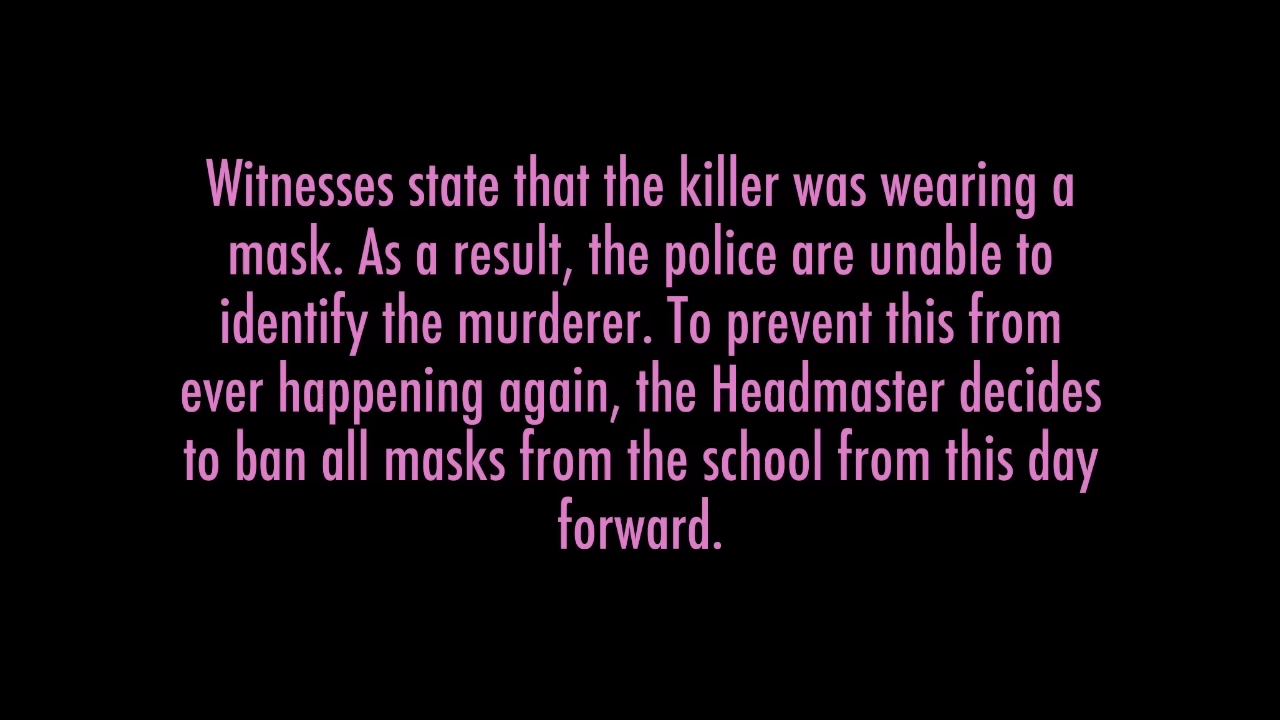 Witnesses state that the killer was wearing a
mask. As a result, the police are unable to
identify the murderer. To prevent this from
ever happening again, the Headmaster decides
to ban all masks from the school from this day
forward.